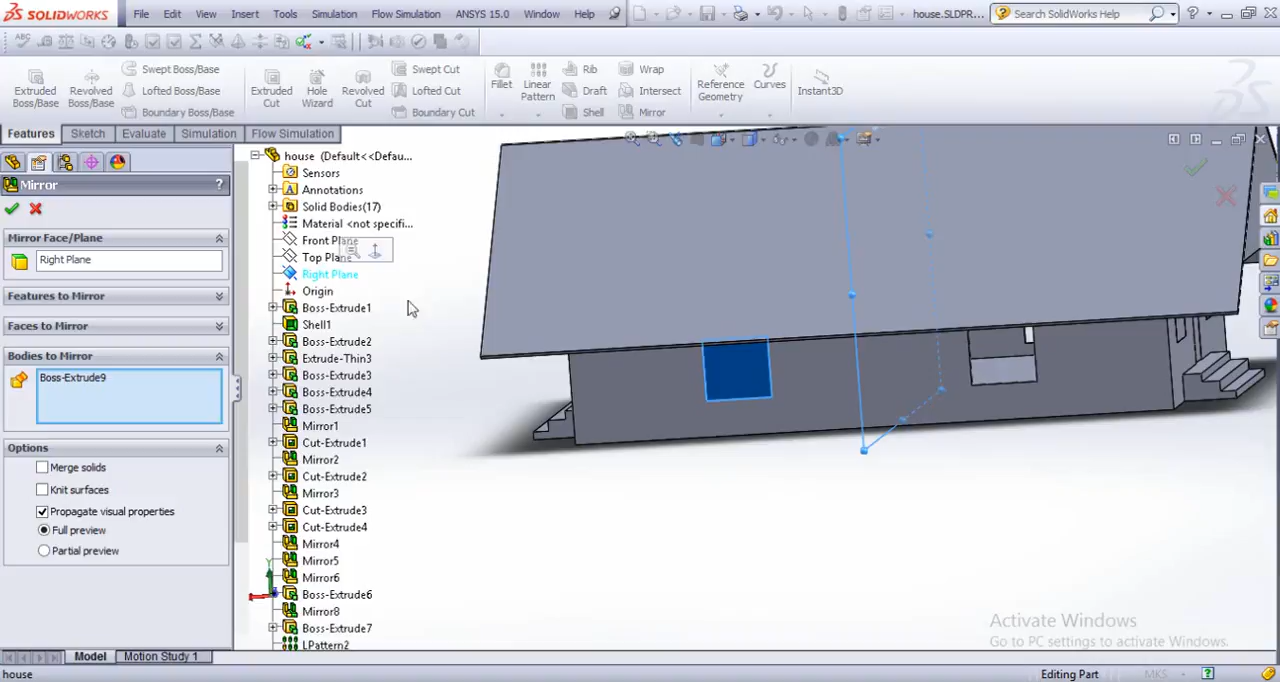 SOLIDWORKS File Edit View Insert Tools Simulation Flow Simulation ANSYS 15.0 Window Help house.SLDPR... Search SolidWorks Help
Extruded Boss/Base
Revolved Boss/Base
Swept Boss/Base
Lofted Boss/Base
Boundary Boss/Base
Extruded Cut
Hole Wizard
Revolved Cut
Swept Cut
Lofted Cut
Boundary Cut
Fillet
Linear Pattern
Rib
Draft
Shell
Wrap
Intersect
Mirror
Reference Geometry
Curves
Instant3D
Features Sketch Evaluate Simulation Flow Simulation
Mirror ?
Mirror Face/Plane
Right Plane
Features to Mirror
Faces to Mirror
Bodies to Mirror
Boss-Extrude9
Options
Merge solids
Knit surfaces
Propagate visual properties
Full preview
Partial preview
house (Default<<Defau...
Sensors
Annotations
Solid Bodies(17)
Material <not specifi...
Front Plane
Top Plane
Right Plane
Origin
Boss-Extrude1
Shell1
Boss-Extrude2
Extrude-Thin3
Boss-Extrude3
Boss-Extrude4
Boss-Extrude5
Mirror1
Cut-Extrude1
Mirror2
Cut-Extrude2
Mirror3
Cut-Extrude3
Cut-Extrude4
Mirror4
Mirror5
Mirror6
Boss-Extrude6
Mirror8
Boss-Extrude7
LPattern2
Y
Activate Windows
Go to PC settings to activate Windows.
Model Motion Study 1
house Editing Part MKS